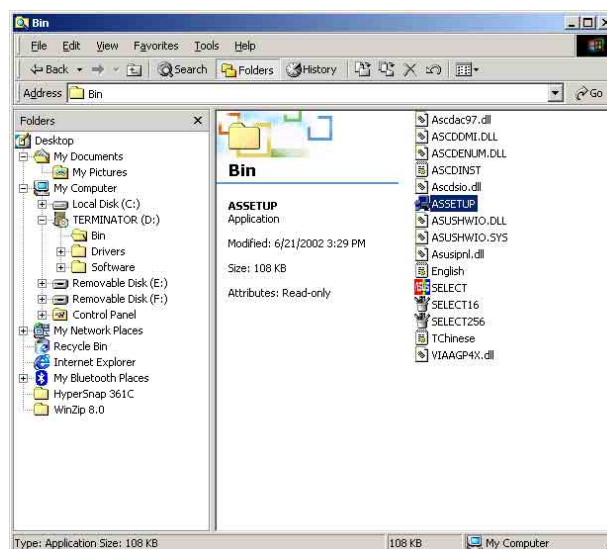 Bin
File Edit View Favorites Tools Help
Back Search Folders History
Address Bin Go
Folders
Desktop
My Documents
My Pictures
My Computer
Local Disk (C:)
TERMINATOR (D:)
Bin
Drivers
Software
Removable Disk (E:)
Removable Disk (F:)
Control Panel
My Network Places
Recycle Bin
Internet Explorer
My Bluetooth Places
HyperSnap 361C
WinZip 8.0
Bin
ASSETUP
Application
Modified: 6/21/2002 3:29 PM
Size: 108 KB
Attributes: Read-only
Ascdac97.dll
ASCDDMI.DLL
ASCDENUM.DLL
ASCDINST
Ascdsio.dll
ASSETUP
ASUSHWIO.DLL
ASUSHWIO.SYS
Asusipnl.dll
English
SELECT
SELECT16
SELECT256
TChinese
VIAAGP4X.dll
Type: Application Size: 108 KB 108 KB My Computer